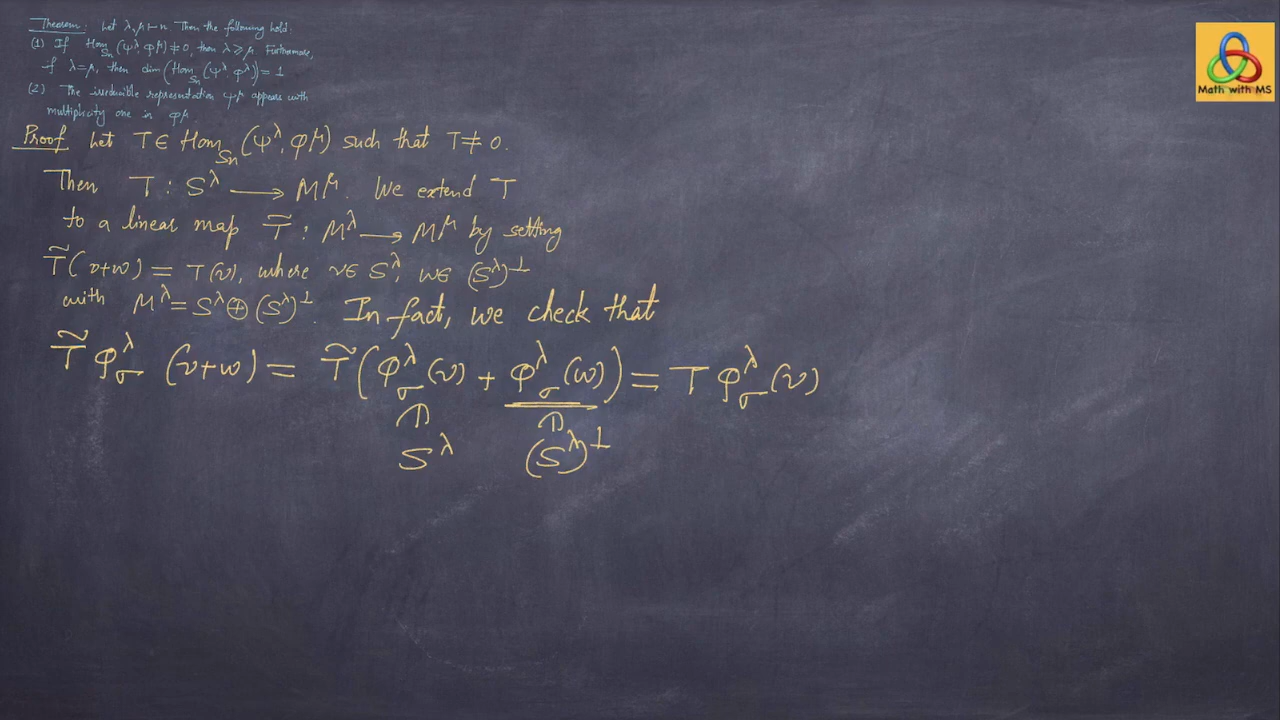 Theorem: Let λ, μ ⊢ n. Then the following hold:
(1) If Hom_{S_n}(Ψ^λ, φ^μ) ≠ 0, then λ ⩾ μ. Furthermore,
if λ=μ, then dim(Hom_{S_n}(Ψ^λ, φ^λ)) = 1
(2) The irreducible representation Ψ^μ appears with
multiplicity one in φ^μ.
Math with MS
Proof Let T ∈ Hom_{S_n}(Ψ^λ, φ^μ) such that T ≠ 0.
Then T : S^λ ⟶ M^μ. We extend T
to a linear map T̃ : M^λ ⟶ M^μ by setting
T̃(v+w) = T(v), where v ∈ S^λ, w ∈ (S^λ)^⊥
with M^λ = S^λ ⊕ (S^λ)^⊥. In fact, we check that
T̃ φ^λ_σ (v+w) = T̃(φ^λ_σ(v) + φ^λ_σ(w)) = T φ^λ_σ(v)
∈ ∈
S^λ (S^λ)^⊥